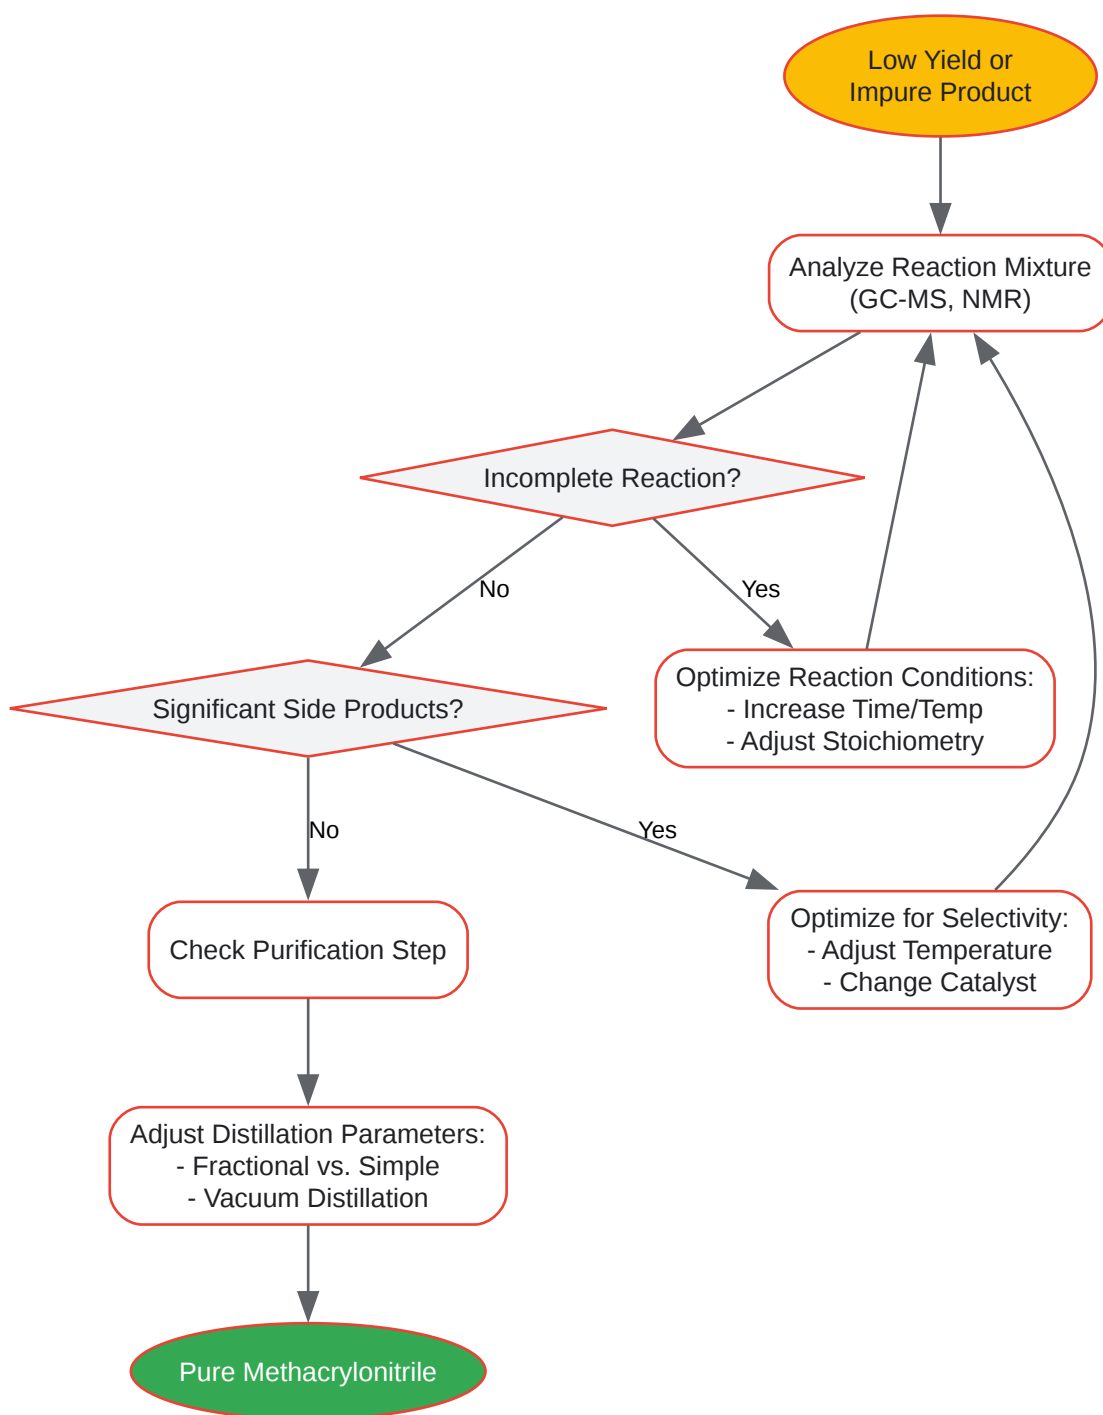 Low Yield or
Impure Product
Analyze Reaction Mixture
(GC-MS, NMR)
Incomplete Reaction?
No
Yes
Optimize Reaction Conditions:
- Increase Time/Temp
- Adjust Stoichiometry
Significant Side Products?
No
Yes
Check Purification Step
Optimize for Selectivity:
- Adjust Temperature
- Change Catalyst
Adjust Distillation Parameters:
- Fractional vs. Simple
- Vacuum Distillation
Pure Methacrylonitrile